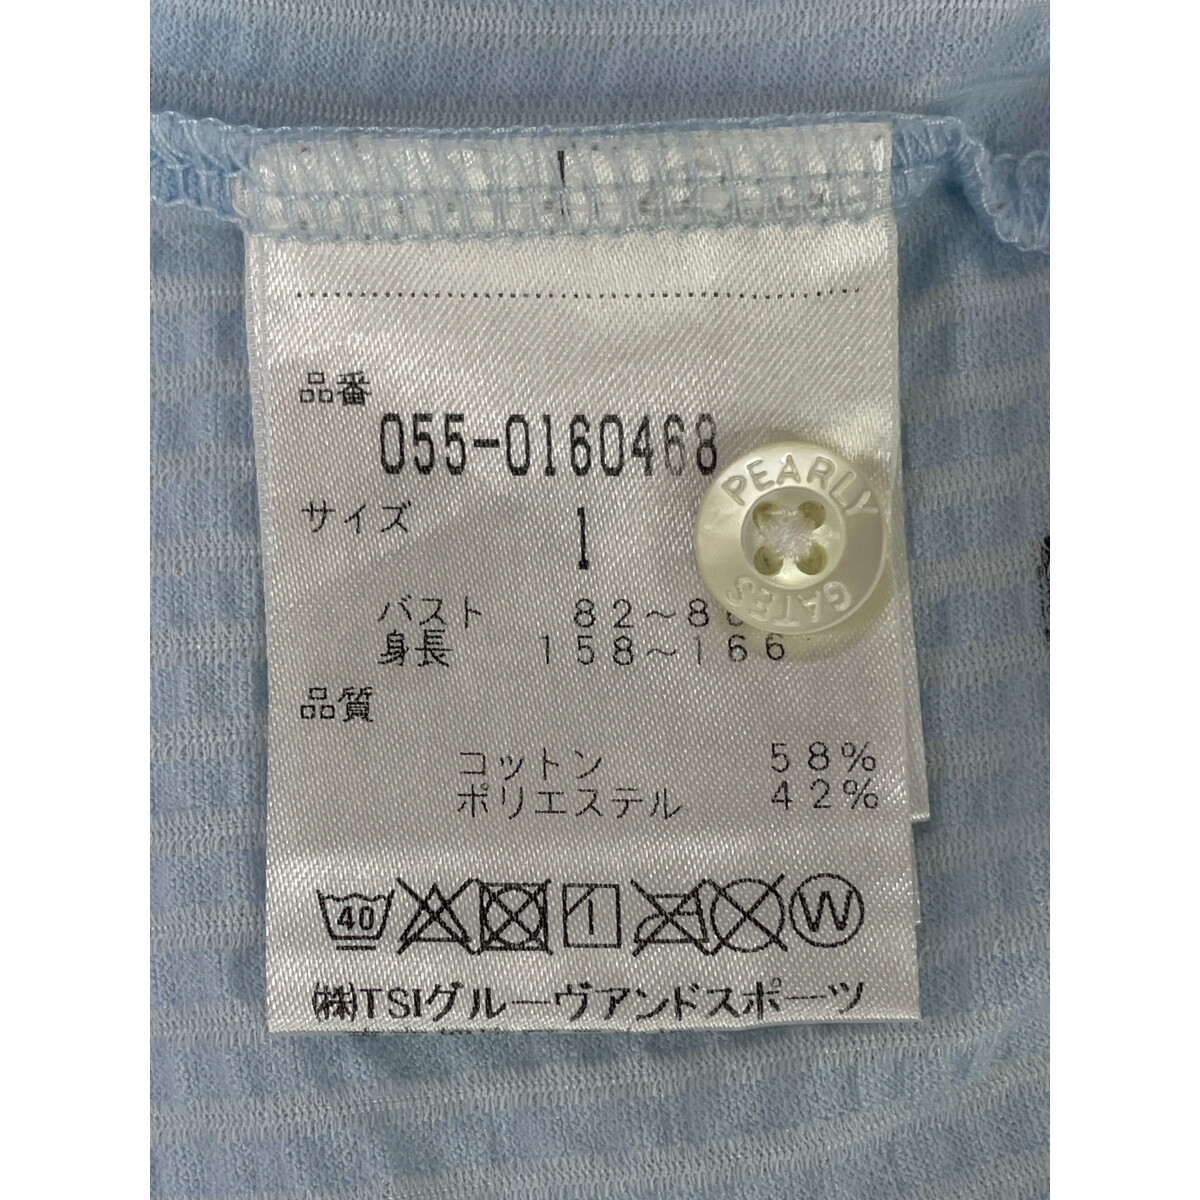 品番
055-0160468
サイズ
1
PEARLY
GATES
バスト 82～8
身長 158～166
品質
コットン 58%
ポリエステル 42%
40
W
㈱TSIグルーヴアンドスポーツ